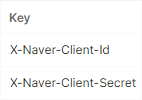 Key
X-Naver-Client-Id
X-Naver-Client-Secret